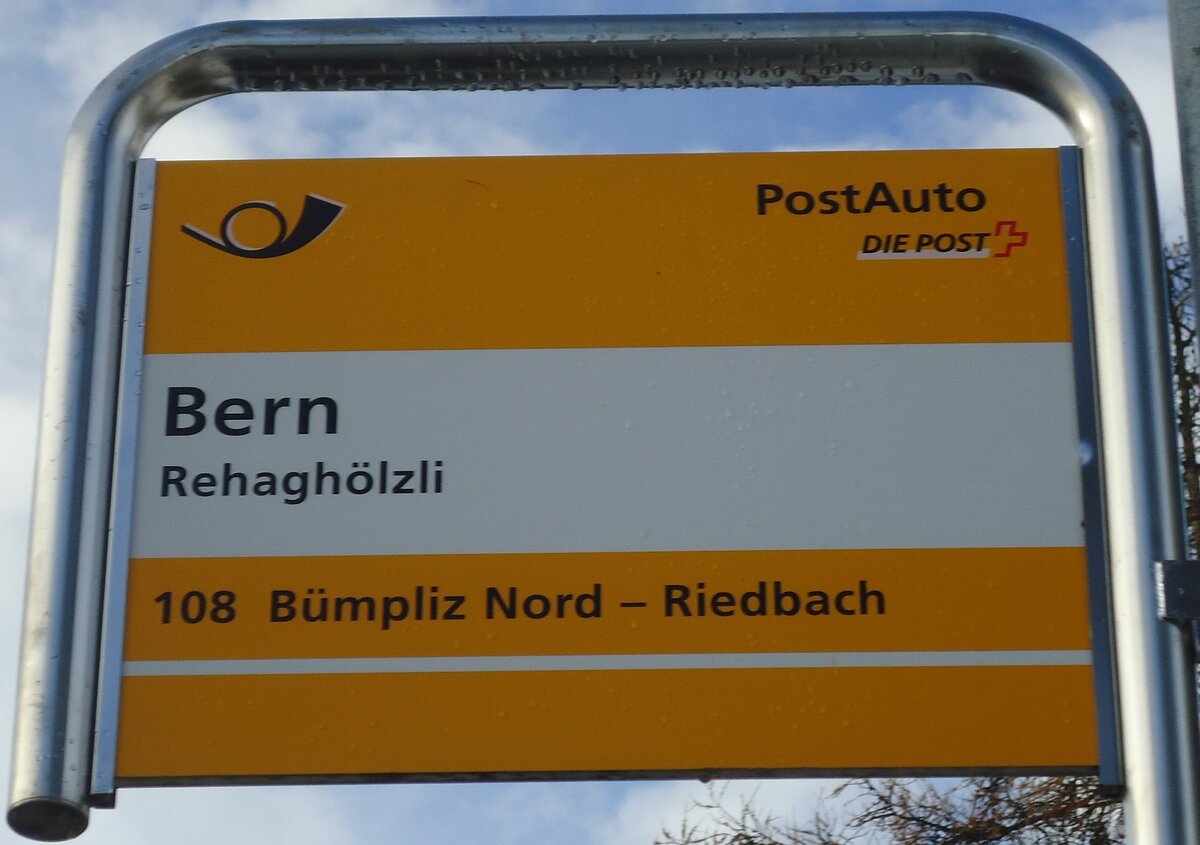 PostAuto
DIE POST
Bern
Rehaghölzli
108 Bümpliz Nord – Riedbach